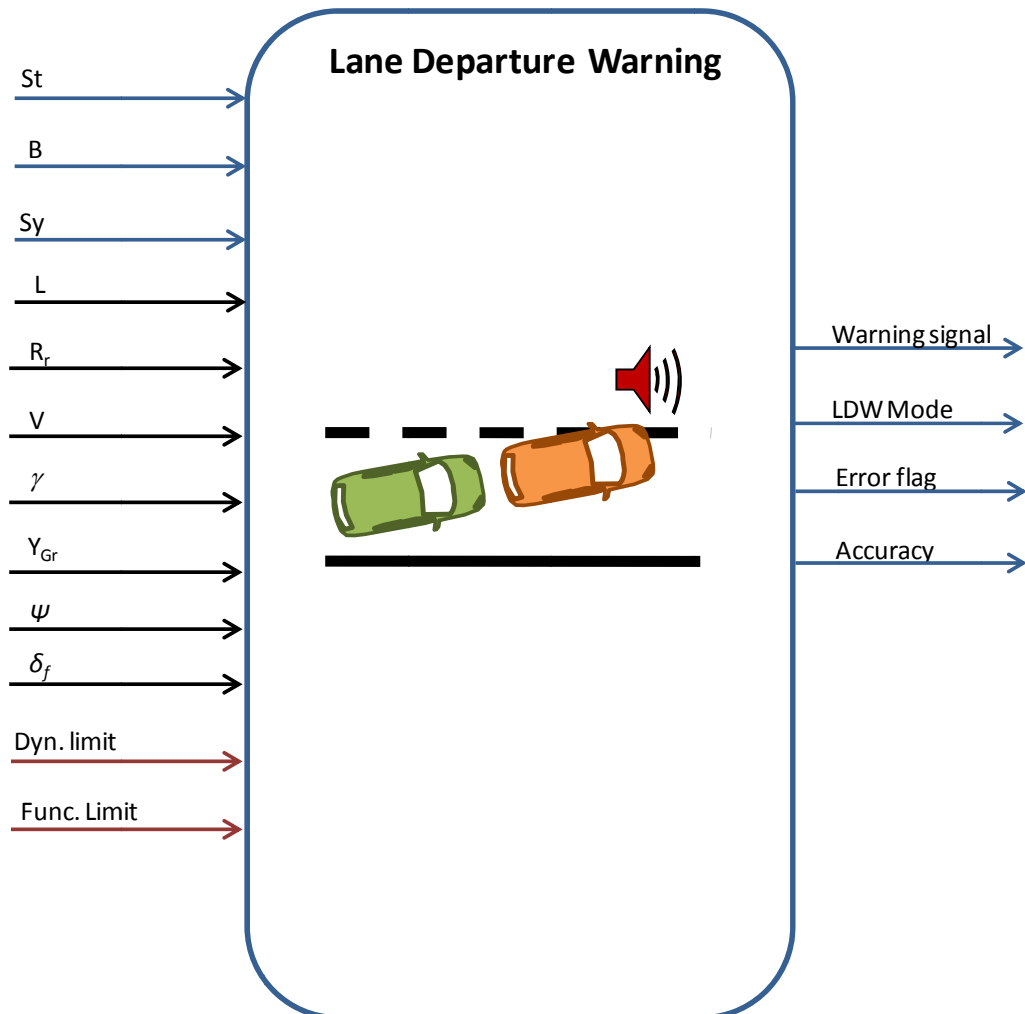 Lane Departure Warning
St
B
Sy
L
Rr
V
γ
YGr
Ψ
δf
Dyn. limit
Func. Limit
Warning signal
LDW Mode
Error flag
Accuracy